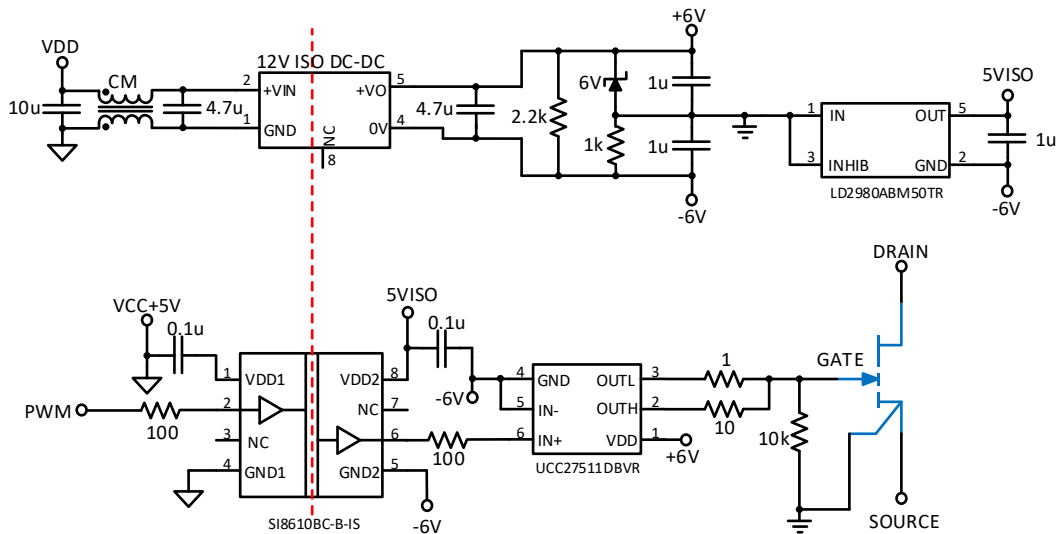 +6V
VDD
12V ISO DC-DC
CM
2
+VIN
+VO
5
10u
4.7u
1
GND
NC
8
0V
4
4.7u
2.2k
6V
1k
1u
1u
-6V
1
IN
OUT
5
5VISO
3
INHIB
GND
2
1u
LD2980ABM50TR
-6V
DRAIN
VCC+5V
0.1u
5VISO
0.1u
1
VDD1
VDD2
8
-6V
4
GND
OUTL
3
1
GATE
PWM
100
2
NC
7
5
IN-
OUTH
2
10
3
NC
6
100
6
IN+
VDD
1
+6V
10k
4
GND1
GND2
5
UCC27511DBVR
SI8610BC-B-IS
-6V
SOURCE